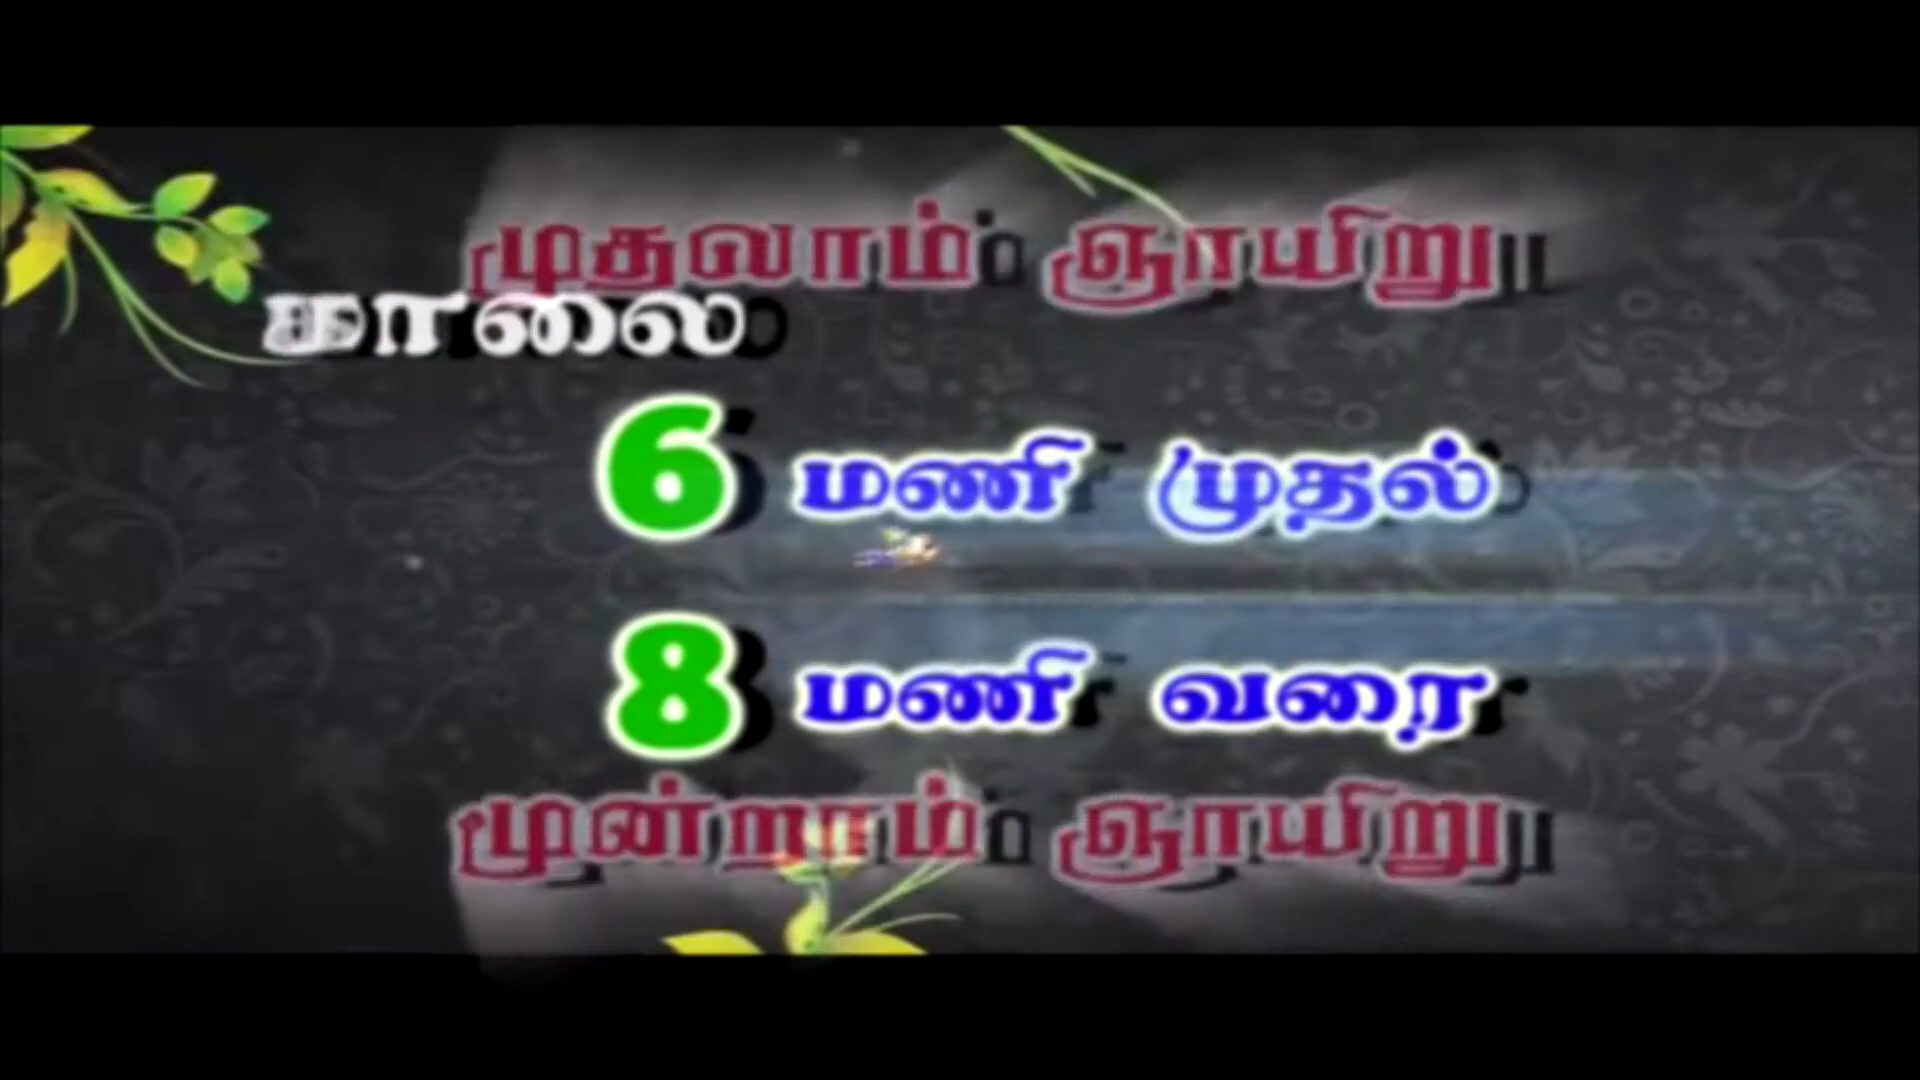 முதலாம் ஞாயிறு
காலை
6 மணி முதல்
8 மணி வரை
மூன்றாம் ஞாயிறு